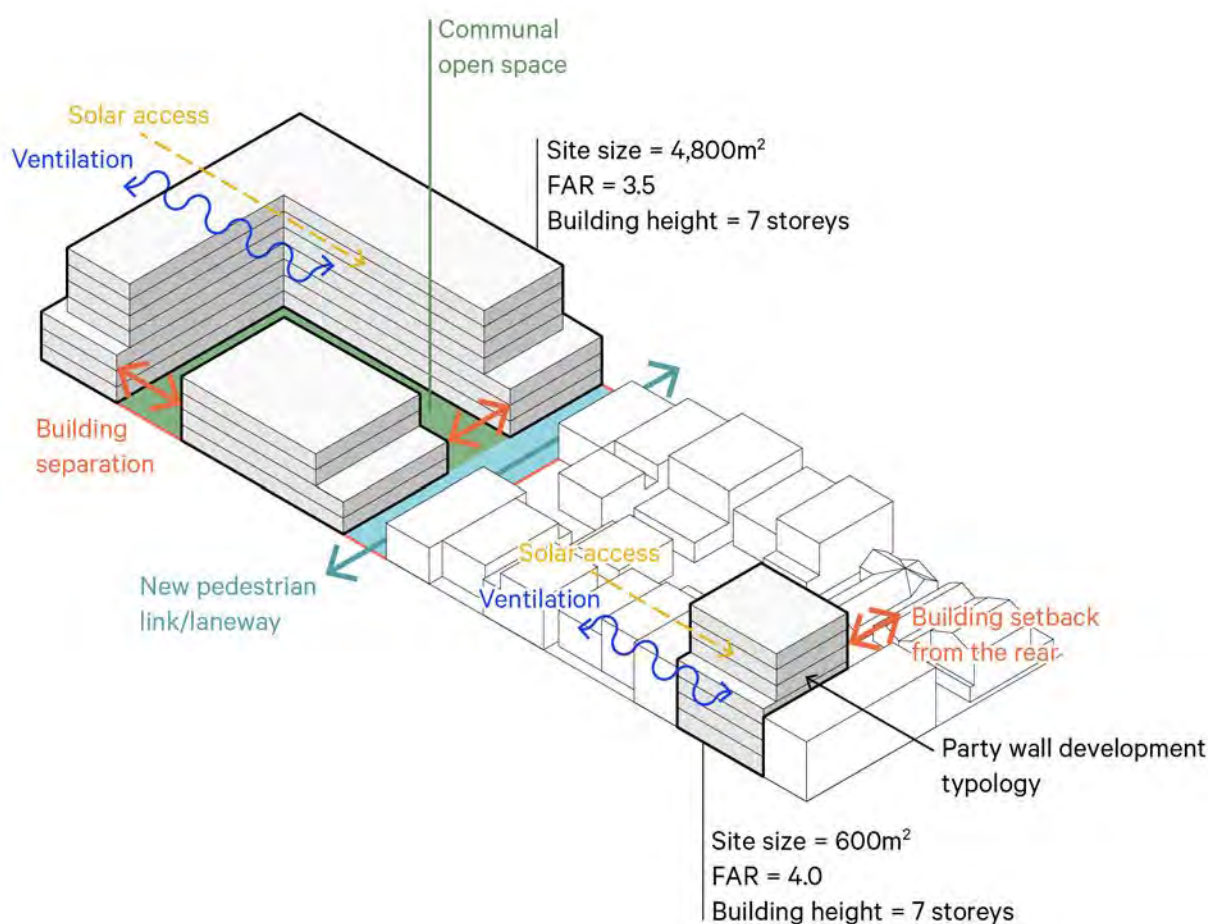 Communal
open space
Solar access
Ventilation
Site size = 4,800m²
FAR = 3.5
Building height = 7 storeys
Building
separation
New pedestrian
link/laneway
Solar access
Ventilation
Building setback
from the rear
Party wall development
typology
Site size = 600m²
FAR = 4.0
Building height = 7 storeys